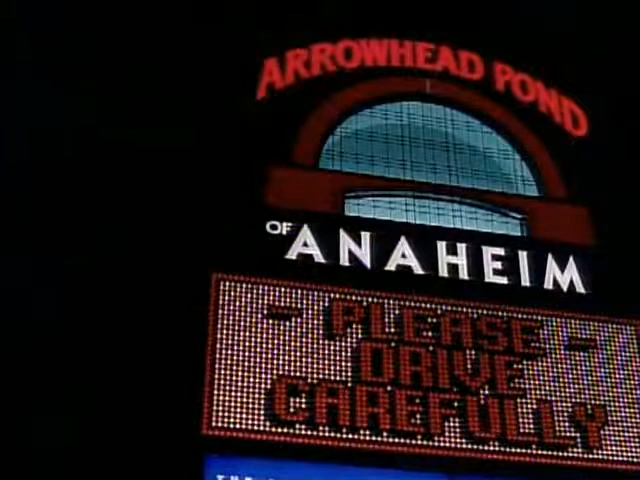 ARROWHEAD POND
OF ANAHEIM
- PLEASE -
DRIVE
CAREFULLY